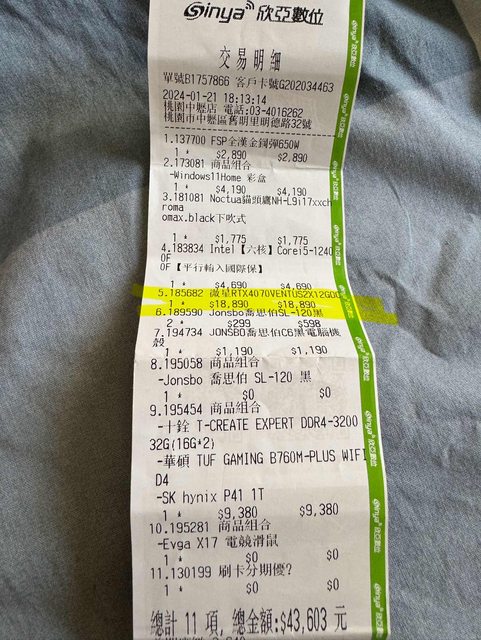 Sinya 欣亞數位
交易明細
單號B1757866 客戶卡號G202034463
2024-01-21 18:13:14
桃園中壢店 電話:03-4016262
桃園市中壢區舊明里明德路32號
1.137700 FSP全漢金鋼彈650W
1 * $2,890 $2,890
2.173081 商品組合
-Windows11Home 彩盒
1 * $4,190 $4,190
3.181081 Noctua貓頭鷹NH-L9i17xxch
roma
omax.black下吹式
1 * $1,775 $1,775
4.183834 Intel【六核】Corei5-1240
0F【平行輸入國際保】
1 * $4,690 $4,690
5.185682 微星RTX4070VENTUS2X12GOC
1 * $18,890 $18,890
6.189590 Jonsbo喬思伯SL-120黑
2 * $299 $598
7.194734 JONSBO喬思伯C6黑電腦機
殼
1 * $1,190 $1,190
8.195058 商品組合
-Jonsbo 喬思伯 SL-120 黑
1 * $0 $0
9.195454 商品組合
-十銓 T-CREATE EXPERT DDR4-3200
32G(16G*2)
-華碩 TUF GAMING B760M-PLUS WIFI
D4
-SK hynix P41 1T
1 * $9,380 $9,380
10.195281 商品組合
-Evga X17 電競滑鼠
1 * $0 $0
11.130199 刷卡分期優?
1 * $0 $0
總計 11 項, 總金額:$43,603 元